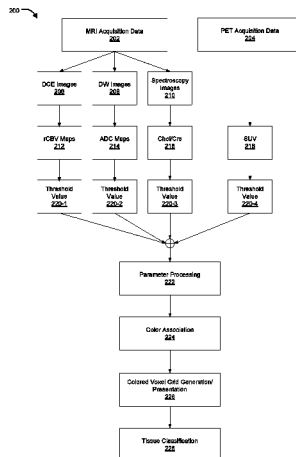 200
MRI Acquisition Data
202
PET Acquisition Data
204
DCE Images
206
DW Images
208
Spectroscopy
Images
210
rCBV Maps
212
ADC Maps
214
Chol/Cre
216
SUV
218
Threshold
Value
220-1
Threshold
Value
220-2
Threshold
Value
220-3
Threshold
Value
220-4
Parameter Processing
222
Color Association
224
Colored Voxel Grid Generation/
Presentation
226
Tissue Classification
228